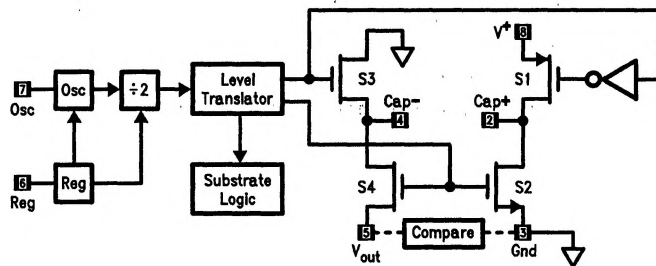 V+
8
S3
S1
7
Osc
Osc
÷2
Level
Translator
Cap-
4
Cap+
2
6
Reg
Reg
Substrate
Logic
S4
S2
5
Vout
Compare
3
Gnd